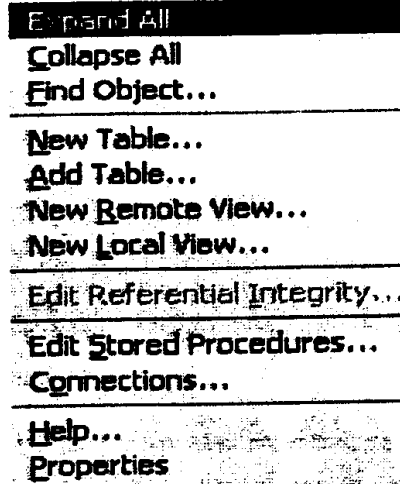 Expand All
Collapse All
Find Object...
New Table...
Add Table...
New Remote View...
New Local View...
Edit Referential Integrity...
Edit Stored Procedures...
Connections...
Help...
Properties